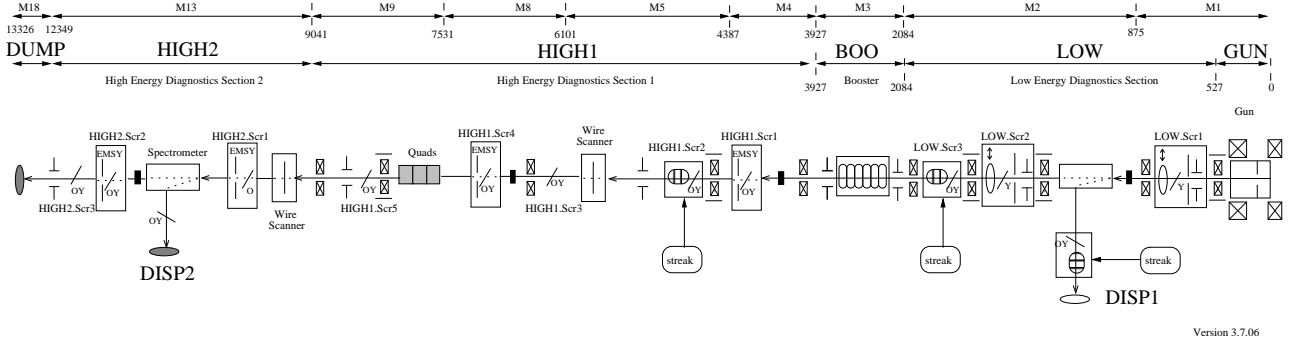 M18 M13 M9 M8 M5 M4 M3 M2 M1
13326 12349 9041 7531 6101 4387 3927 2084 875
DUMP HIGH2 HIGH1 BOO LOW GUN
High Energy Diagnostics Section 2 High Energy Diagnostics Section 1 Booster Low Energy Diagnostics Section
3927 2084 527 0
Gun
Wire
Scanner
HIGH2.Scr2 HIGH2.Scr1 HIGH1.Scr4 HIGH1.Scr1 LOW.Scr2 LOW.Scr1
Spectrometer Quads HIGH1.Scr2 LOW.Scr3
EMSY EMSY EMSY EMSY
OY OY O OY OY OY OY OY OY OY Y Y
HIGH2.Scr3 HIGH1.Scr5 HIGH1.Scr3
Wire
Scanner
OY OY
streak streak streak
DISP2 DISP1
Version 3.7.06